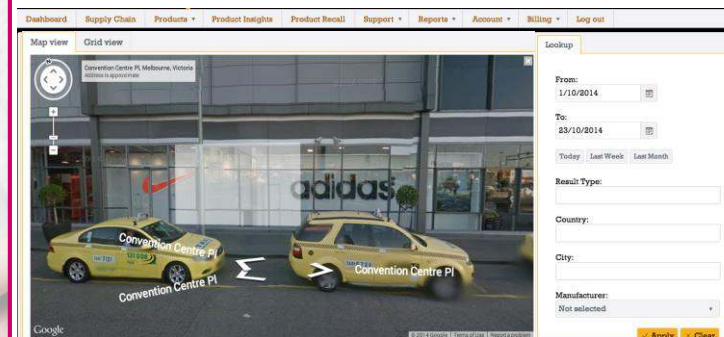 Dashboard Supply Chain Products Product Insights Product Recall Support Reports Account Billing Log out
Map view Grid view
Lookup
Convention Centre Pl, Melbourne, Victoria
Address is approximate
N
From:
1/10/2014
To:
23/10/2014
Today Last Week Last Month
adidas
Result Type:
Country:
City:
Convention Centre Pl
Convention Centre Pl
Convention Centre Pl
131 008
Manufacturer:
Not selected
Google
© 2014 Google Terms of Use Report a problem
Apply Clear